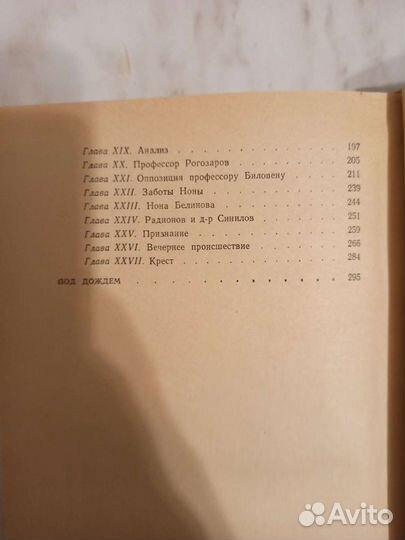 Глава XIX. Анализ . . . . . . . . . . . . 197
Глава XX. Профессор Рогозаров . . . . . . . 205
Глава XXI. Оппозиция профессору Биловену . . . 211
Глава XXII. Заботы Ноны . . . . . . . . . . 239
Глава XXIII. Нона Белинова . . . . . . . . . 244
Глава XXIV. Радионов и д-р Синилов . . . . . 251
Глава XXV. Признание . . . . . . . . . . . 259
Глава XXVI. Вечернее происшествие . . . . . 266
Глава XXVII. Крест . . . . . . . . . . . . 284
ПОД ДОЖДЕМ . . . . . . . . . . . . 295
Avito